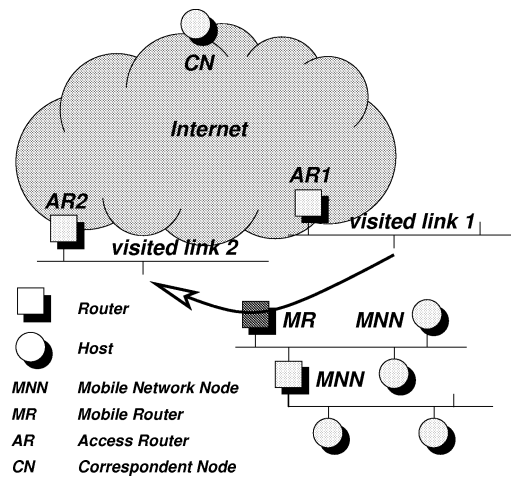 CN
Internet
AR1
AR2
visited link 1
visited link 2
MR
MNN
MNN
Router
Host
MNN Mobile Network Node
MR Mobile Router
AR Access Router
CN Correspondent Node